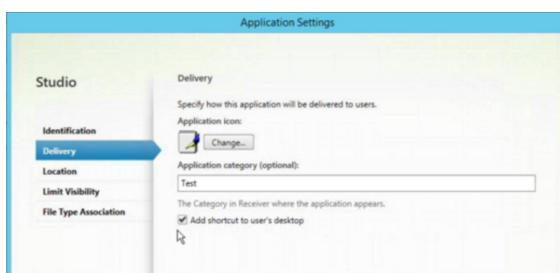 Application Settings
Studio
Identification
Delivery
Location
Limit Visibility
File Type Association
Delivery
Specify how this application will be delivered to users.
Application icon:
Change...
Application category (optional):
Test
The Category in Receiver where the application appears.
Add shortcut to user's desktop